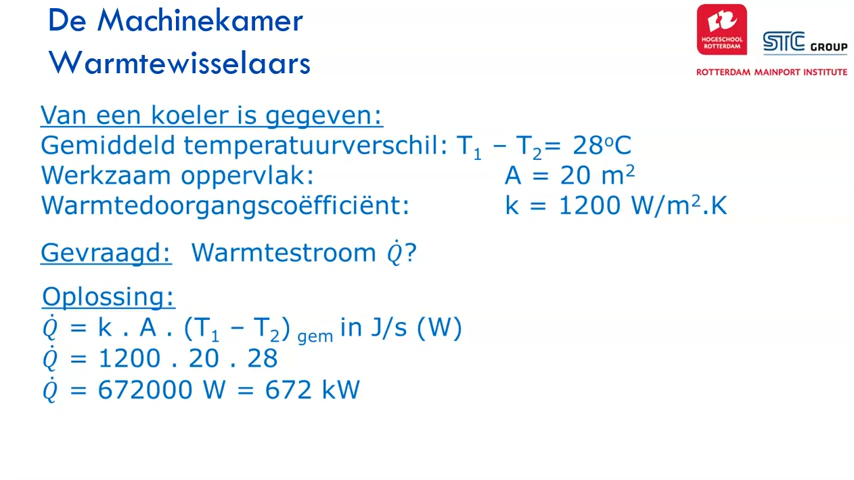 De Machinekamer
Warmtewisselaars
HOGESCHOOL
ROTTERDAM
STC GROUP
ROTTERDAM MAINPORT INSTITUTE
Van een koeler is gegeven:
Gemiddeld temperatuurverschil: T₁ – T₂= 28°C
Werkzaam oppervlak: A = 20 m²
Warmtedoorgangscoëfficiënt: k = 1200 W/m².K
Gevraagd: Warmtestroom Q̇?
Oplossing:
Q̇ = k . A . (T₁ – T₂) gem in J/s (W)
Q̇ = 1200 . 20 . 28
Q̇ = 672000 W = 672 kW